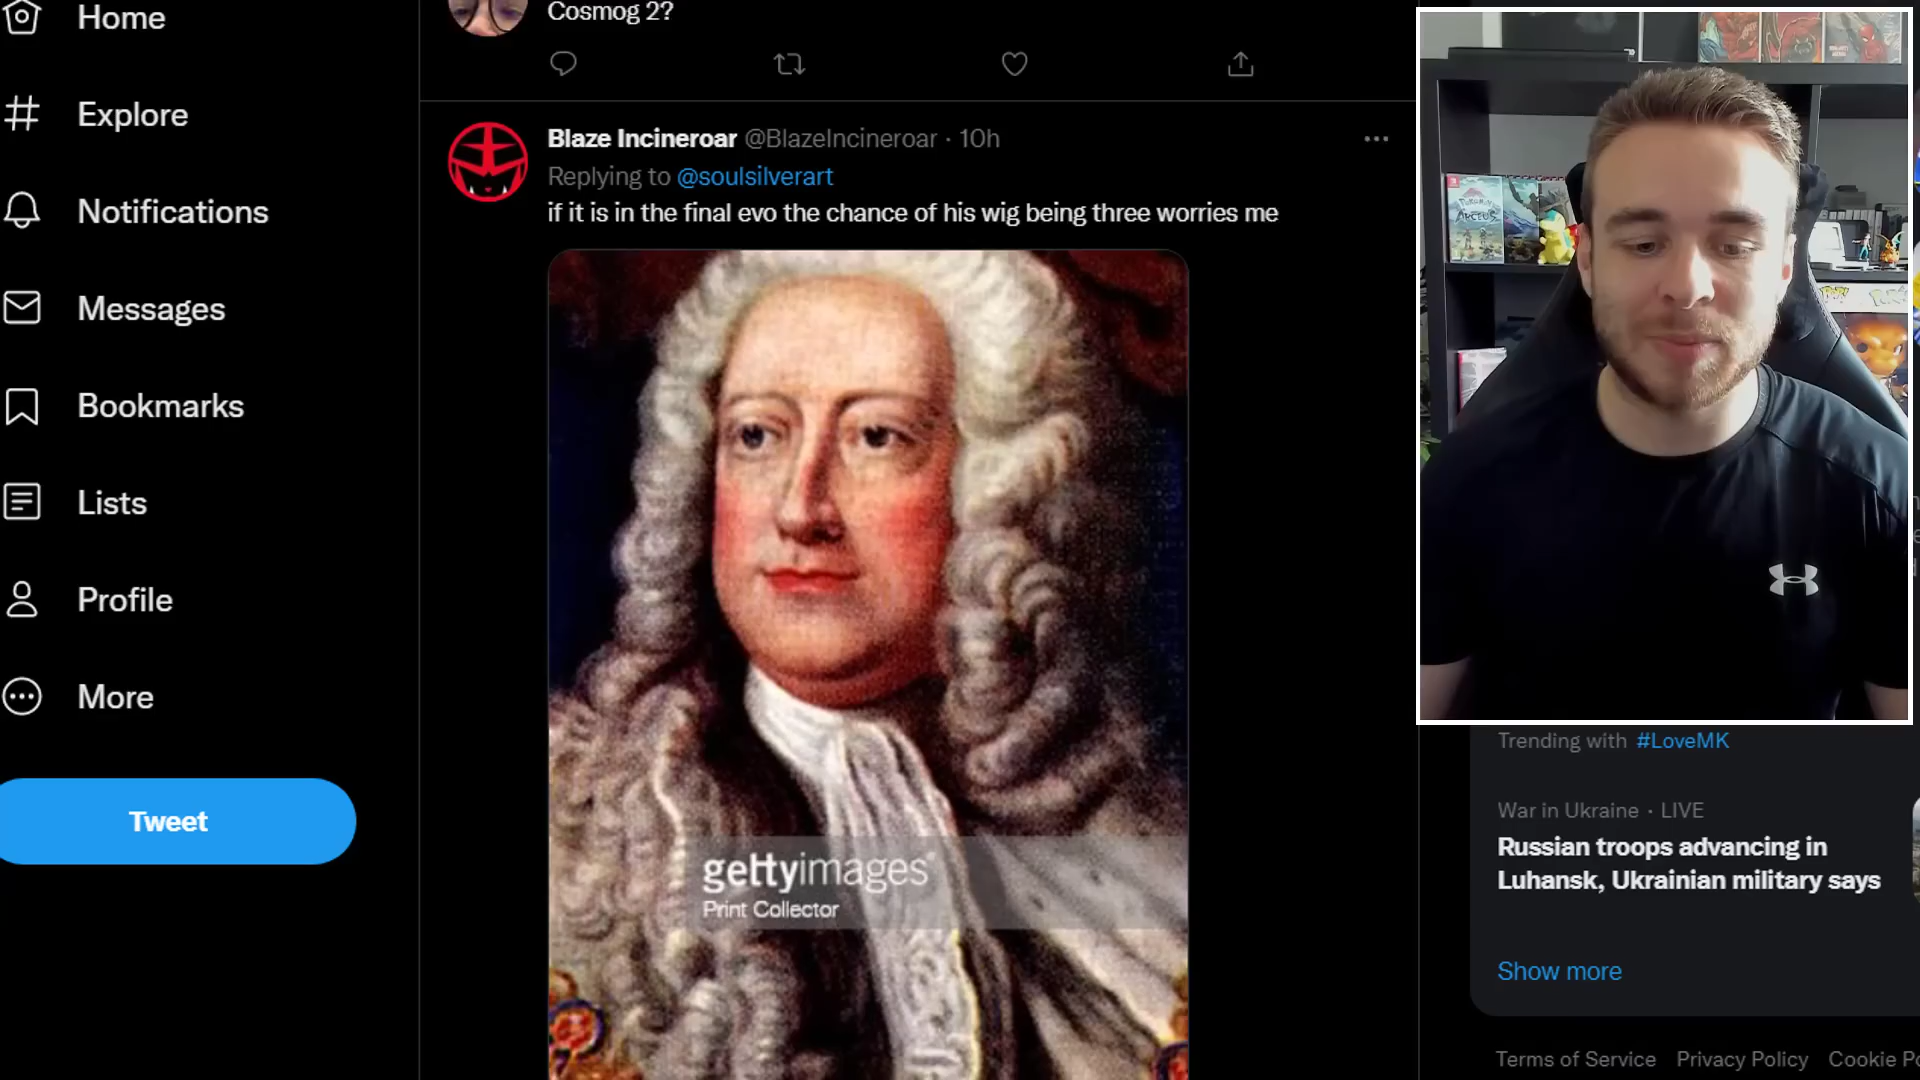 Home
Explore
Notifications
Messages
Bookmarks
Lists
Profile
More
Tweet
Cosmog 2?
Blaze Incineroar @BlazeIncineroar · 10h
Replying to @soulsilverart
if it is in the final evo the chance of his wig being three worries me
gettyimages
Print Collector
ARCEUS
Trending with #LoveMK
War in Ukraine · LIVE
Russian troops advancing in
Luhansk, Ukrainian military says
Show more
Terms of Service Privacy Policy Cookie